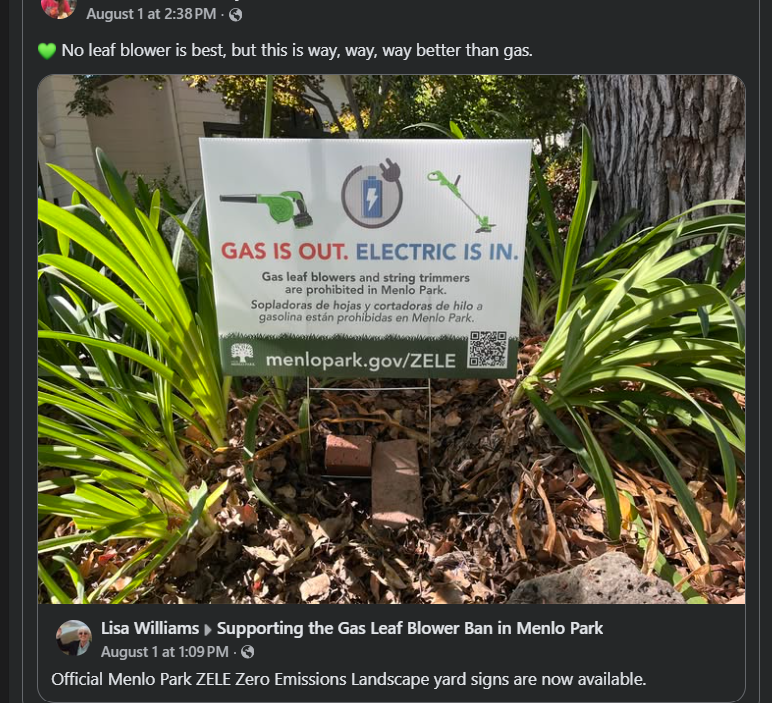 August 1 at 2:38 PM ·
💚 No leaf blower is best, but this is way, way, way better than gas.
GAS IS OUT. ELECTRIC IS IN.
Gas leaf blowers and string trimmers
are prohibited in Menlo Park.
Sopladoras de hojas y cortadoras de hilo a
gasolina están prohibidas en Menlo Park.
menlopark.gov/ZELE
Lisa Williams ▸ Supporting the Gas Leaf Blower Ban in Menlo Park
August 1 at 1:09 PM ·
Official Menlo Park ZELE Zero Emissions Landscape yard signs are now available.